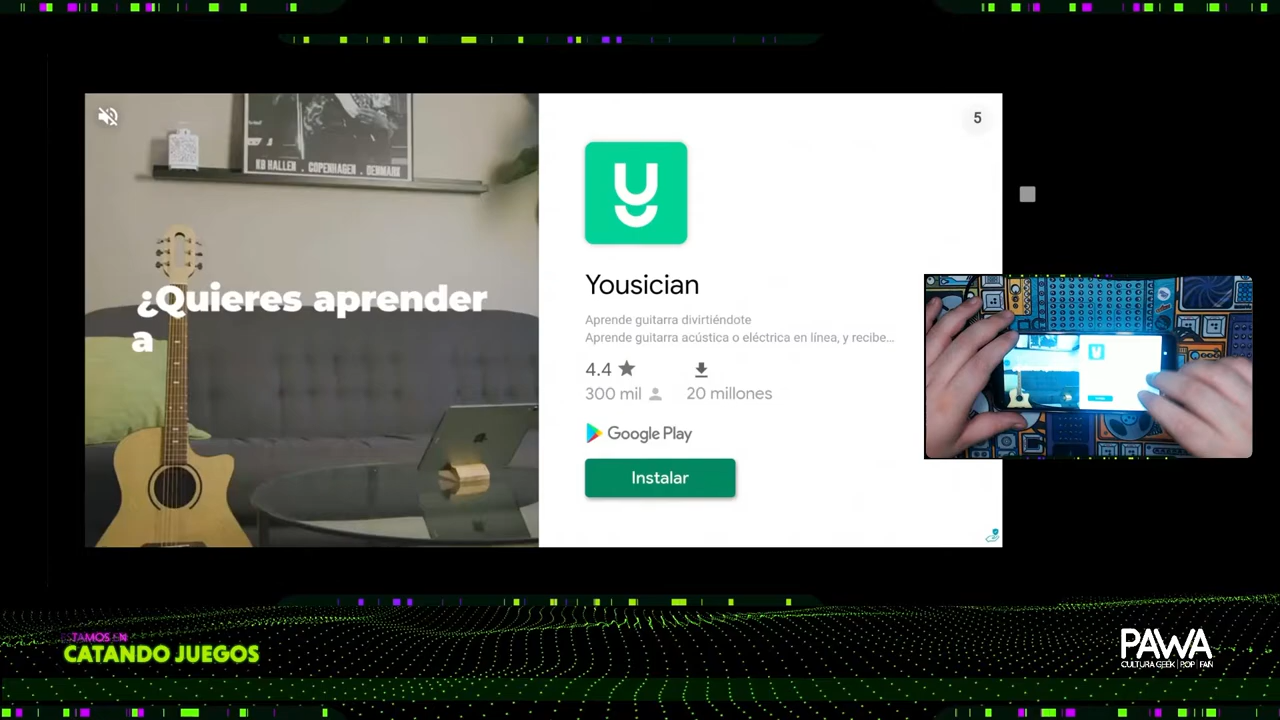 KB HALLEN . COPENHAGEN . DENMARK
¿Quieres aprender
a
5
Yousician
Aprende guitarra divirtiéndote
Aprende guitarra acústica o eléctrica en línea, y recibe...
4.4
300 mil
20 millones
Google Play
Instalar
ESTAMOS EN
CATANDO JUEGOS
PAWA
CULTURA GEEK | POP | FAN